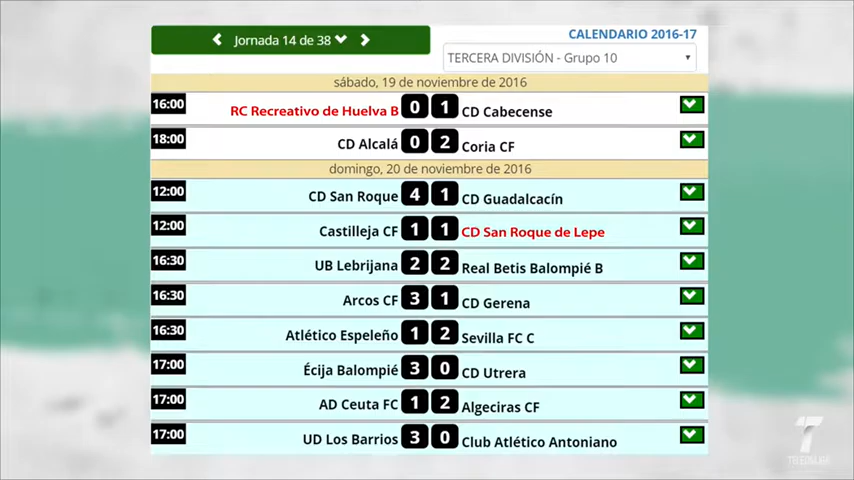 Jornada 14 de 38
CALENDARIO 2016-17
TERCERA DIVISIÓN - Grupo 10
sábado, 19 de noviembre de 2016
16:00 RC Recreativo de Huelva B 0 1 CD Cabecense
18:00 CD Alcalá 0 2 Coria CF
domingo, 20 de noviembre de 2016
12:00 CD San Roque 4 1 CD Guadalcacín
12:00 Castilleja CF 1 1 CD San Roque de Lepe
16:30 UB Lebrijana 2 2 Real Betis Balompié B
16:30 Arcos CF 3 1 CD Gerena
16:30 Atlético Espeleño 1 2 Sevilla FC C
17:00 Écija Balompié 3 0 CD Utrera
17:00 AD Ceuta FC 1 2 Algeciras CF
17:00 UD Los Barrios 3 0 Club Atlético Antoniano